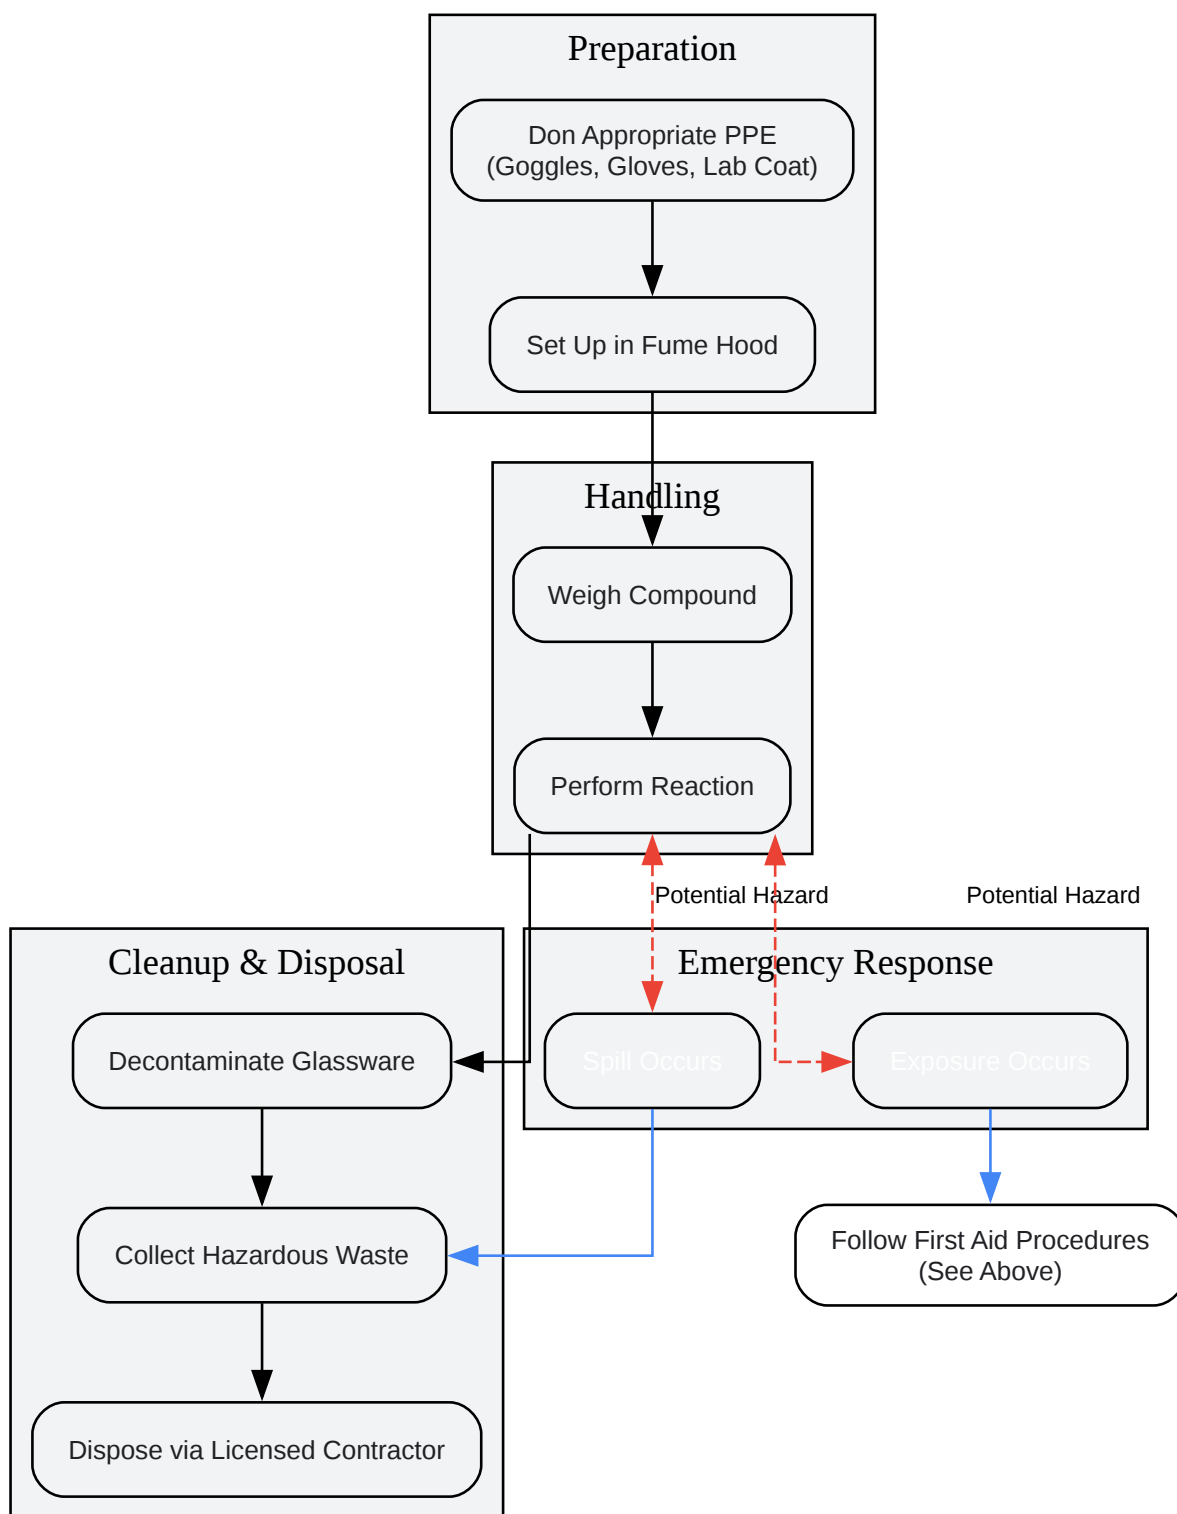 Preparation
Don Appropriate PPE
(Goggles, Gloves, Lab Coat)
Set Up in Fume Hood
Handling
Weigh Compound
Perform Reaction
Potential Hazard
Potential Hazard
Cleanup & Disposal
Emergency Response
Decontaminate Glassware
Spill Occurs
Exposure Occurs
Collect Hazardous Waste
Follow First Aid Procedures
(See Above)
Dispose via Licensed Contractor